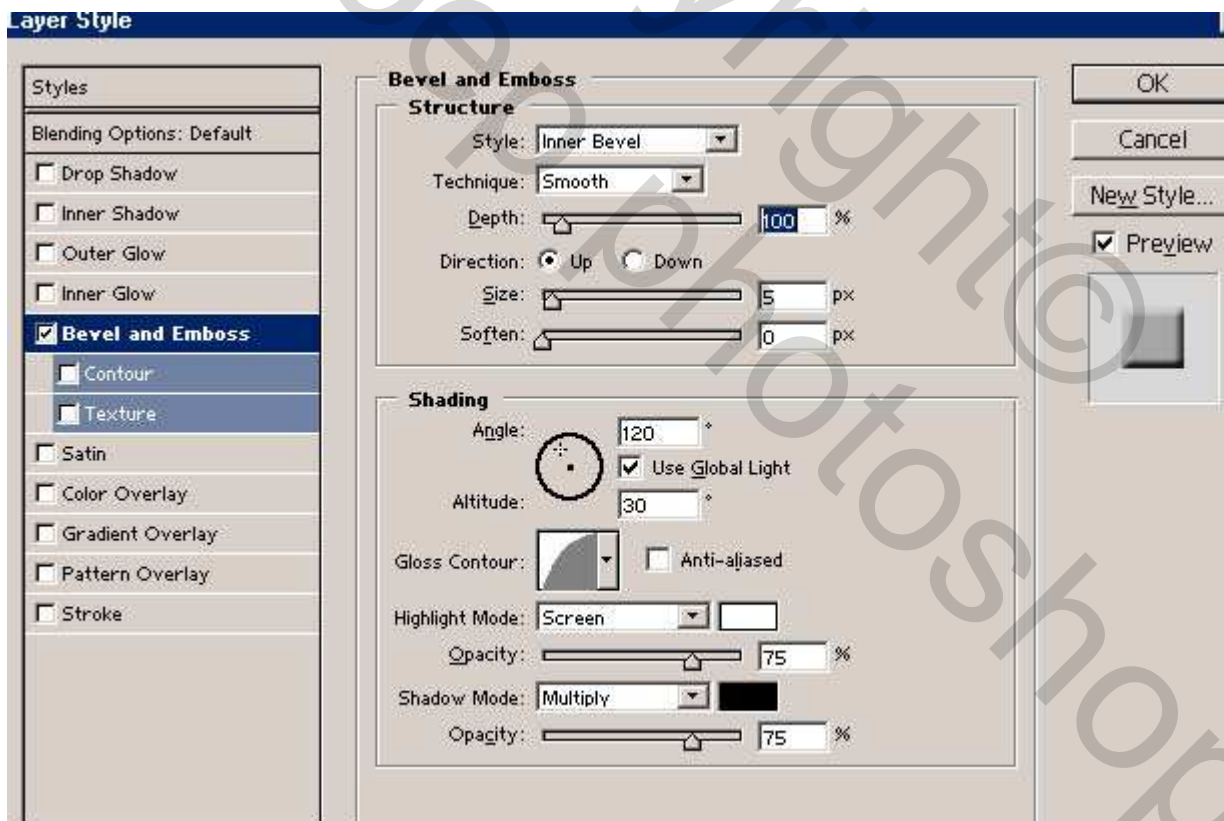 Layer Style
Styles
Blending Options: Default
Drop Shadow
Inner Shadow
Outer Glow
Inner Glow
Bevel and Emboss
Contour
Texture
Satin
Color Overlay
Gradient Overlay
Pattern Overlay
Stroke
Bevel and Emboss
Structure
Style: Inner Bevel
Technique: Smooth
Depth: 100 %
Direction: Up Down
Size: 5 px
Soften: 0 px
Shading
Angle: 120 °
Use Global Light
Altitude: 30 °
Gloss Contour: Anti-aliased
Highlight Mode: Screen
Opacity: 75 %
Shadow Mode: Multiply
Opacity: 75 %
OK
Cancel
New Style...
Preview